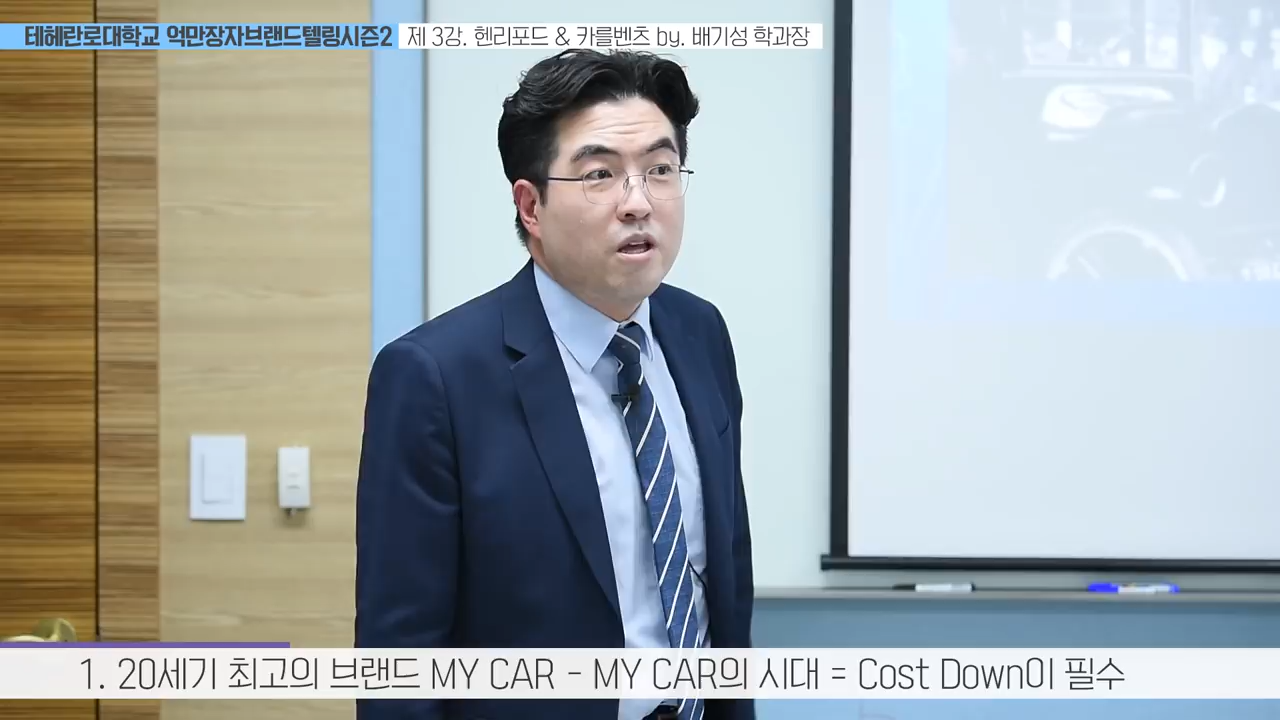 테헤란로대학교 억만장자브랜드텔링시즌2 제 3강. 헨리포드 & 카를벤츠 by. 배기성 학과장
1. 20세기 최고의 브랜드 MY CAR - MY CAR의 시대 = Cost Down이 필수